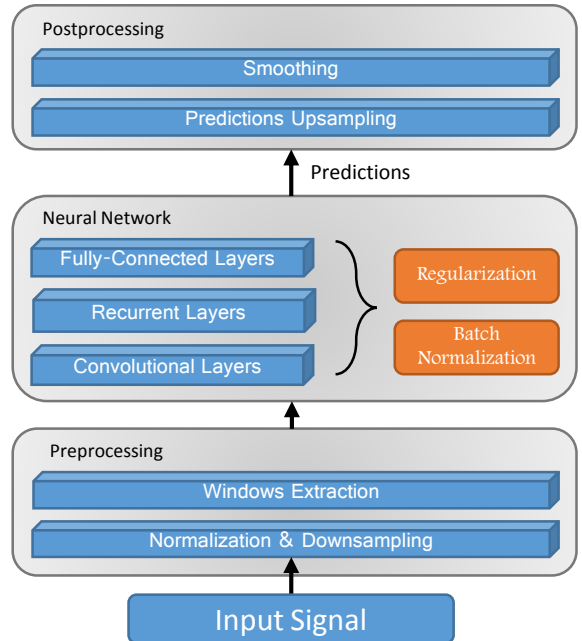 Postprocessing
Smoothing
Predictions Upsampling
Predictions
Neural Network
Fully-Connected Layers
Recurrent Layers
Convolutional Layers
Regularization
Batch
Normalization
Preprocessing
Windows Extraction
Normalization & Downsampling
Input Signal